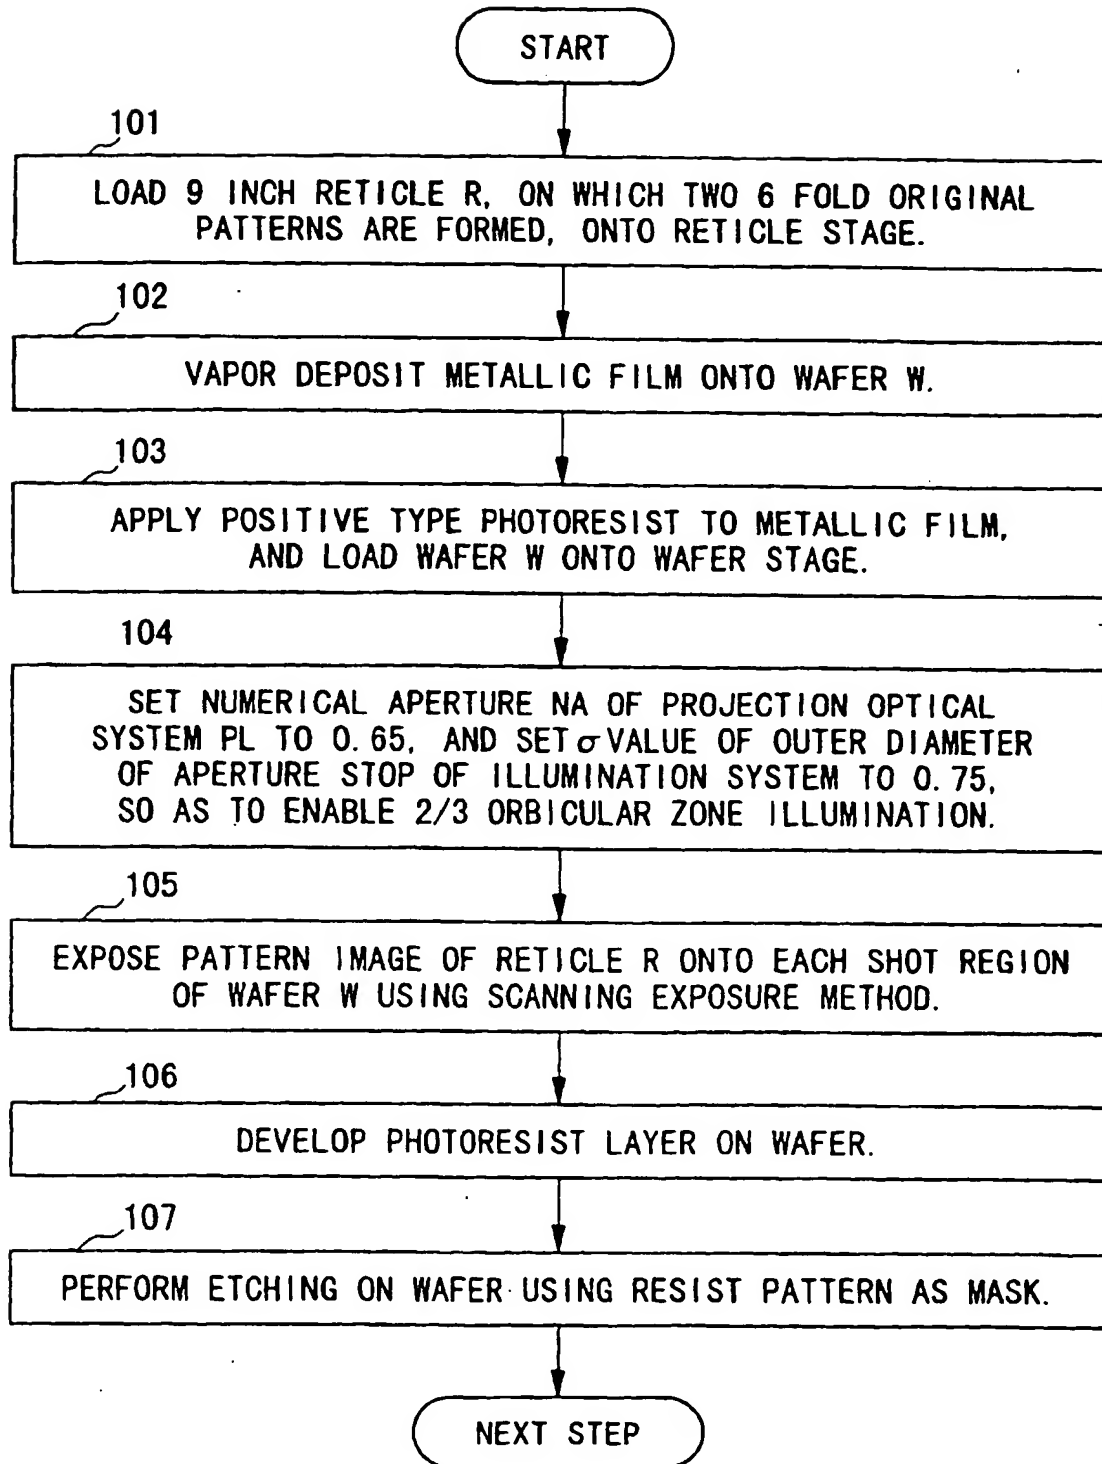 START
101
LOAD 9 INCH RETICLE R, ON WHICH TWO 6 FOLD ORIGINAL
PATTERNS ARE FORMED, ONTO RETICLE STAGE.
102
VAPOR DEPOSIT METALLIC FILM ONTO WAFER W.
103
APPLY POSITIVE TYPE PHOTORESIST TO METALLIC FILM,
AND LOAD WAFER W ONTO WAFER STAGE.
104
SET NUMERICAL APERTURE NA OF PROJECTION OPTICAL
SYSTEM PL TO 0.65, AND SET σ VALUE OF OUTER DIAMETER
OF APERTURE STOP OF ILLUMINATION SYSTEM TO 0.75,
SO AS TO ENABLE 2/3 ORBICULAR ZONE ILLUMINATION.
105
EXPOSE PATTERN IMAGE OF RETICLE R ONTO EACH SHOT REGION
OF WAFER W USING SCANNING EXPOSURE METHOD.
106
DEVELOP PHOTORESIST LAYER ON WAFER.
107
PERFORM ETCHING ON WAFER USING RESIST PATTERN AS MASK.
NEXT STEP